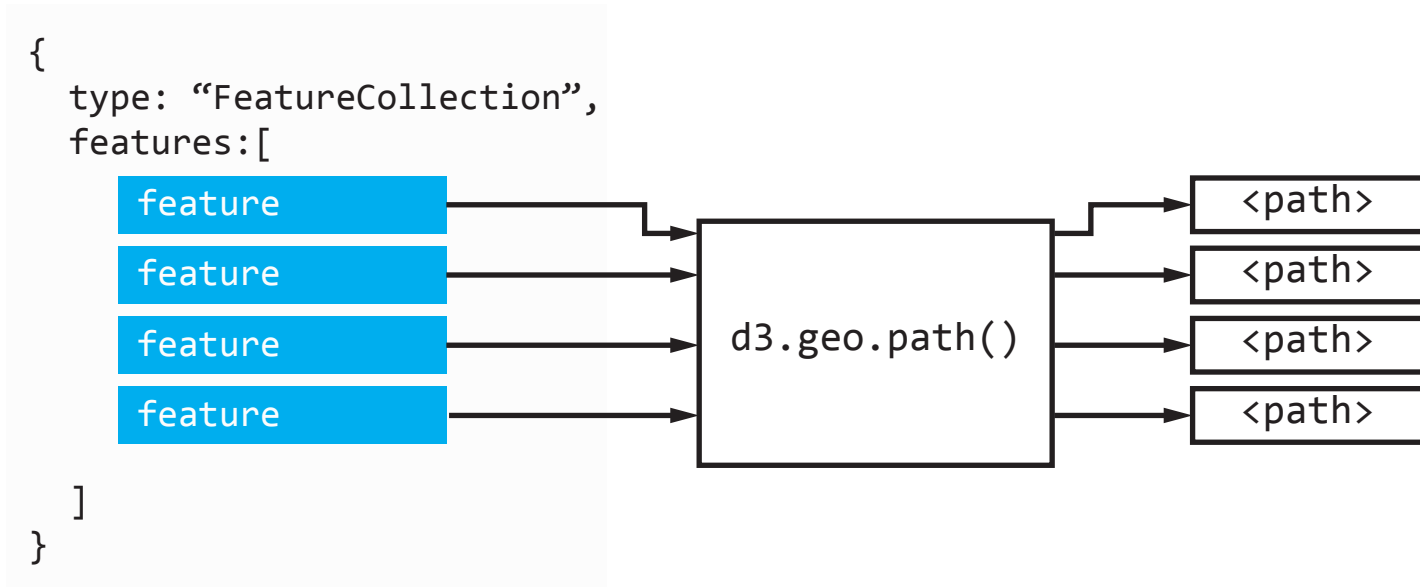 {
type: “FeatureCollection”,
features:[
feature
feature
feature
feature
]
}
d3.geo.path()
<path>
<path>
<path>
<path>